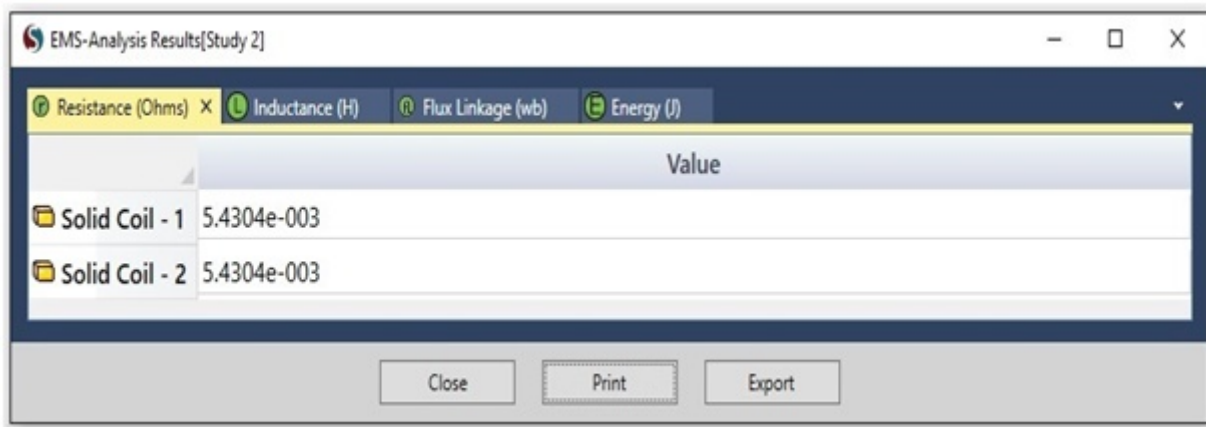 EMS-Analysis Results[Study 2]
Resistance (Ohms) Inductance (H) Flux Linkage (wb) Energy (J)
Value
Solid Coil - 1 5.4304e-003
Solid Coil - 2 5.4304e-003
Close Print Export